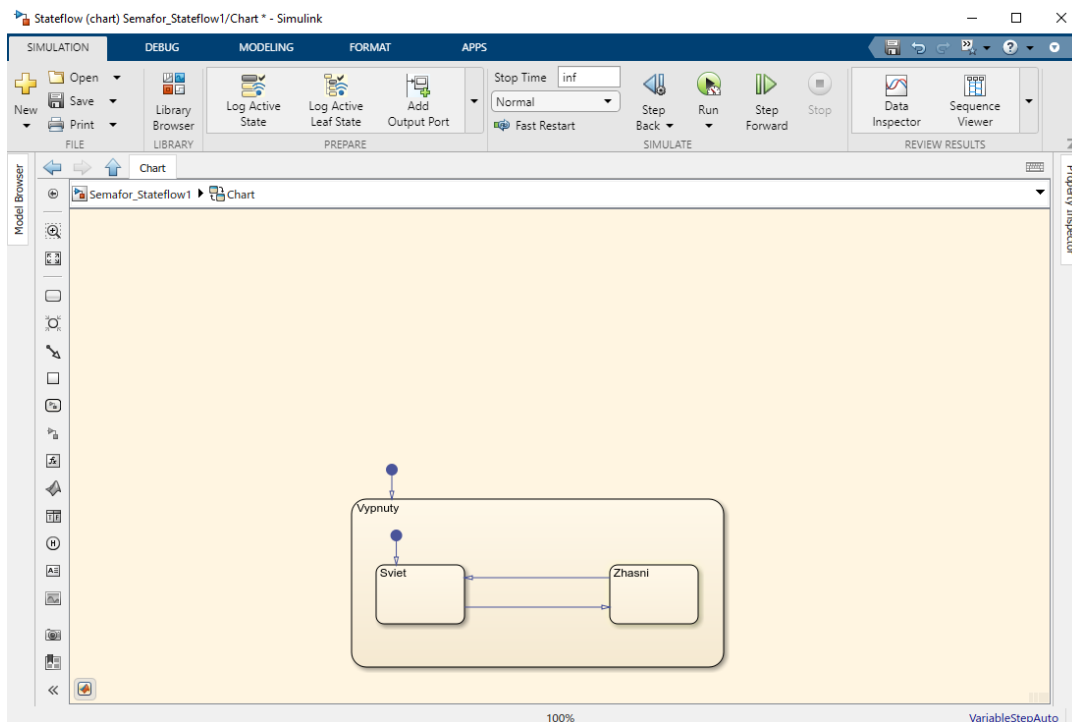 Stateflow (chart) Semafor_Stateflow1/Chart * - Simulink
SIMULATION DEBUG MODELING FORMAT APPS
New
Open
Save
Print
FILE
Library Browser
LIBRARY
Log Active State
Log Active Leaf State
Add Output Port
PREPARE
Stop Time inf
Normal
Fast Restart
Step Back
Run
Step Forward
Stop
SIMULATE
Data Inspector
Sequence Viewer
REVIEW RESULTS
Model Browser
Chart
Property Inspector
Semafor_Stateflow1 Chart
Vypnuty
Sviet
Zhasni
100%
VariableStepAuto